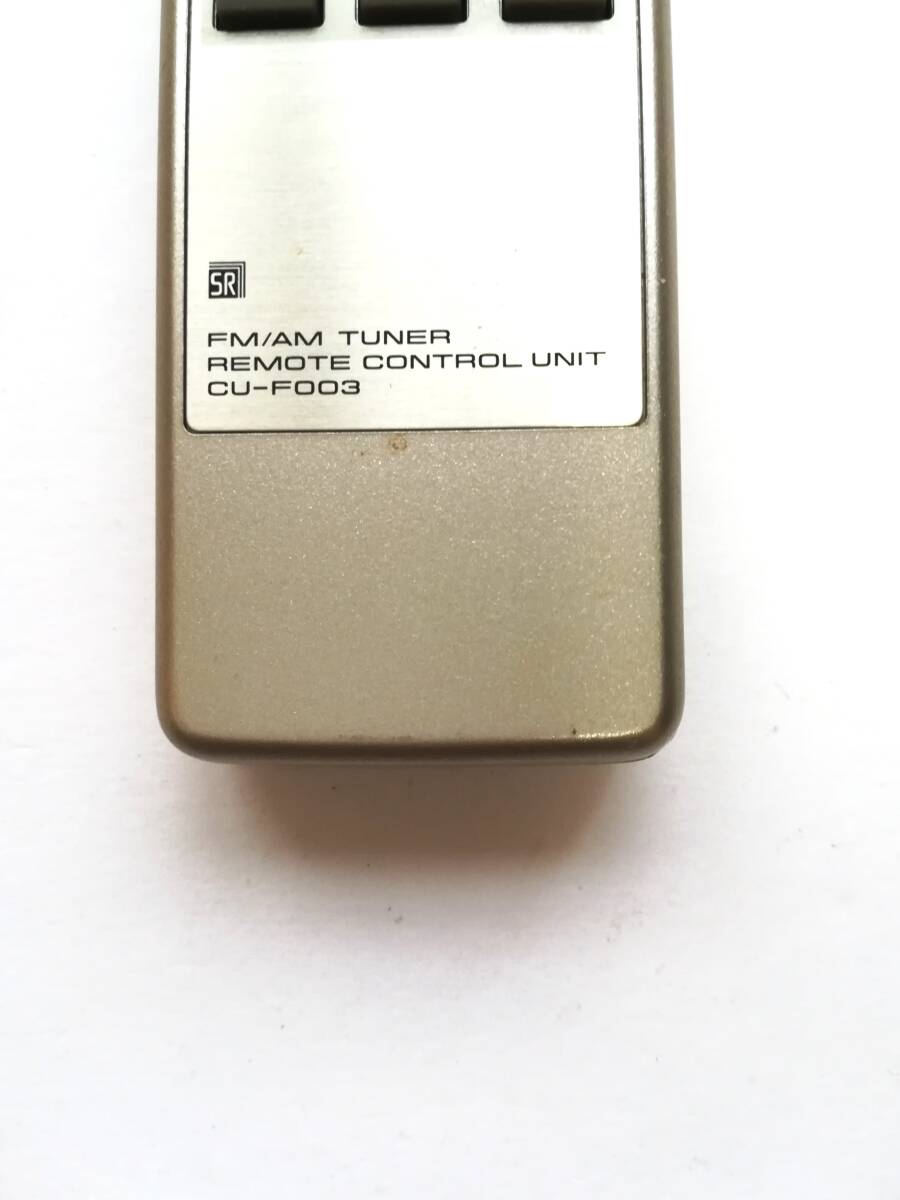 SR
FM/AM TUNER
REMOTE CONTROL UNIT
CU-F003